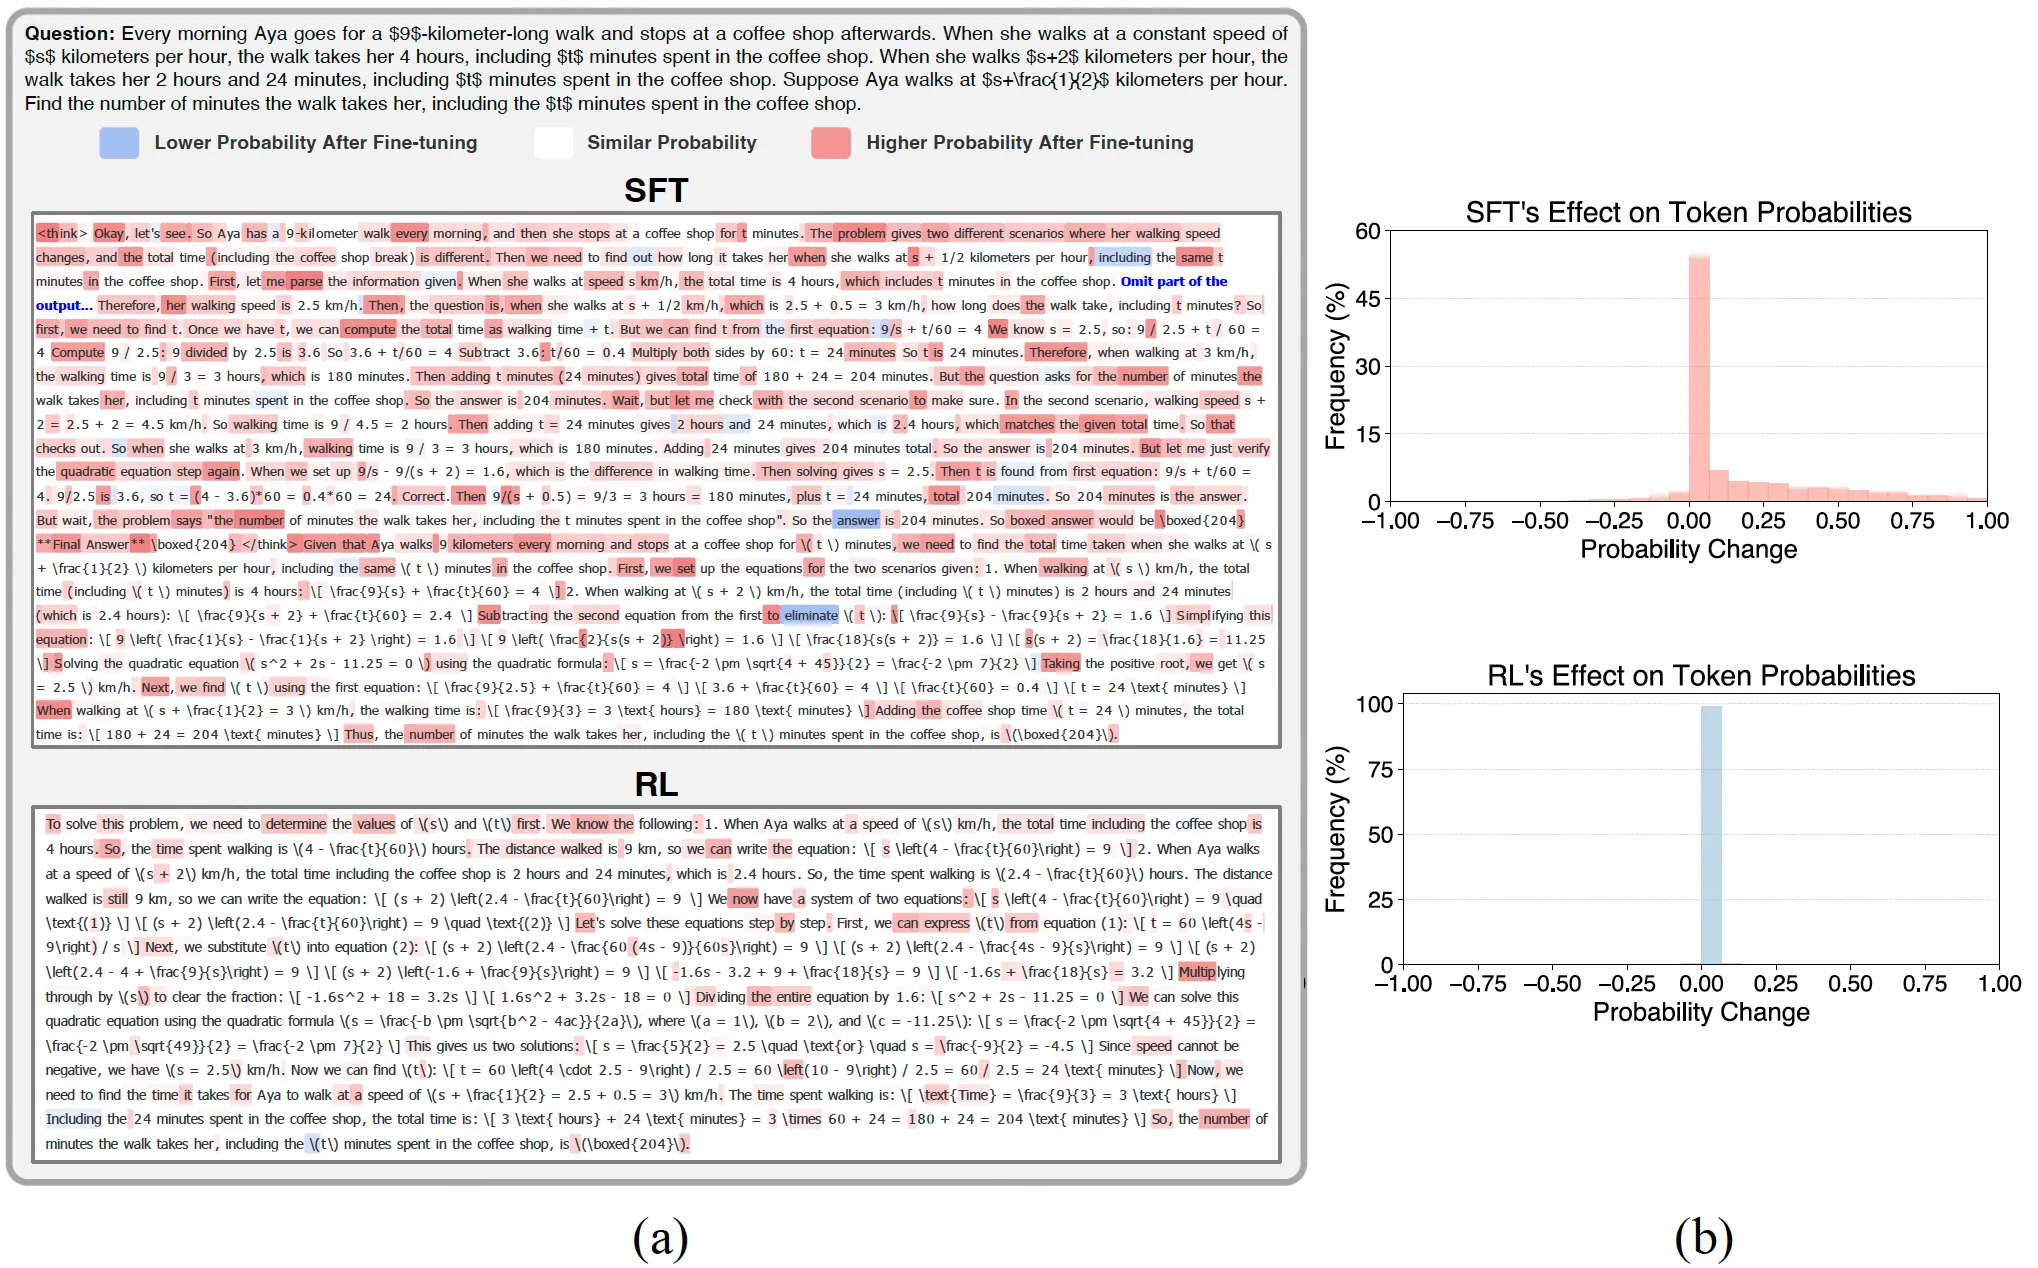 Question: Every morning Aya goes for a $9$-kilometer-long walk and stops at a coffee shop afterwards. When she walks at a constant speed of
$s$ kilometers per hour, the walk takes her 4 hours, including $t$ minutes spent in the coffee shop. When she walks $s+2$ kilometers per hour, the
walk takes her 2 hours and 24 minutes, including $t$ minutes spent in the coffee shop. Suppose Aya walks at $s+\frac{1}{2}$ kilometers per hour.
Find the number of minutes the walk takes her, including the $t$ minutes spent in the coffee shop.
Lower Probability After Fine-tuning
Similar Probability
Higher Probability After Fine-tuning
SFT
<think> Okay, let's see. So Aya has a 9-kilometer walk every morning, and then she stops at a coffee shop for t minutes. The problem gives two different scenarios where her walking speed
changes, and the total time (including the coffee shop break) is different. Then we need to find out how long it takes her when she walks at s + 1/2 kilometers per hour, including the same t
minutes in the coffee shop. First, let me parse the information given. When she walks at speed s km/h, the total time is 4 hours, which includes t minutes in the coffee shop. Omit part of the
output... Therefore, her walking speed is 2.5 km/h. Then, the question is, when she walks at s + 1/2 km/h, which is 2.5 + 0.5 = 3 km/h, how long does the walk take, including t minutes? So
first, we need to find t. Once we have t, we can compute the total time as walking time + t. But we can find t from the first equation: 9/s + t/60 = 4 We know s = 2.5, so: 9 / 2.5 + t / 60 =
4 Compute 9 / 2.5: 9 divided by 2.5 is 3.6 So 3.6 + t/60 = 4 Subtract 3.6: t/60 = 0.4 Multiply both sides by 60: t = 24 minutes So t is 24 minutes. Therefore, when walking at 3 km/h,
the walking time is 9 / 3 = 3 hours, which is 180 minutes. Then adding t minutes (24 minutes) gives total time of 180 + 24 = 204 minutes. But the question asks for the number of minutes the
walk takes her, including t minutes spent in the coffee shop. So the answer is 204 minutes. Wait, but let me check with the second scenario to make sure. In the second scenario, walking speed s +
2 = 2.5 + 2 = 4.5 km/h. So walking time is 9 / 4.5 = 2 hours. Then adding t = 24 minutes gives 2 hours and 24 minutes, which is 2.4 hours, which matches the given total time. So that
checks out. So when she walks at 3 km/h, walking time is 9 / 3 = 3 hours, which is 180 minutes. Adding 24 minutes gives 204 minutes total. So the answer is 204 minutes. But let me just verify
the quadratic equation step again. When we set up 9/s - 9/(s + 2) = 1.6, which is the difference in walking time. Then solving gives s = 2.5. Then t is found from first equation: 9/s + t/60 =
4. 9/2.5 is 3.6, so t = (4 - 3.6)*60 = 0.4*60 = 24. Correct. Then 9/(s + 0.5) = 9/3 = 3 hours = 180 minutes, plus t = 24 minutes, total 204 minutes. So 204 minutes is the answer.
But wait, the problem says "the number of minutes the walk takes her, including the t minutes spent in the coffee shop". So the answer is 204 minutes. So boxed answer would be \boxed{204}
**Final Answer** \boxed{204} </think> Given that Aya walks 9 kilometers every morning and stops at a coffee shop for \( t \) minutes, we need to find the total time taken when she walks at \( s
+ \frac{1}{2} \) kilometers per hour, including the same \( t \) minutes in the coffee shop. First, we set up the equations for the two scenarios given: 1. When walking at \( s \) km/h, the total
time (including \( t \) minutes) is 4 hours: \[ \frac{9}{s} + \frac{t}{60} = 4 \] 2. When walking at \( s + 2 \) km/h, the total time (including \( t \) minutes) is 2 hours and 24 minutes
(which is 2.4 hours): \[ \frac{9}{s + 2} + \frac{t}{60} = 2.4 \] Subtracting the second equation from the first to eliminate \( t \): \[ \frac{9}{s} - \frac{9}{s + 2} = 1.6 \] Simplifying this
equation: \[ 9 \left( \frac{1}{s} - \frac{1}{s + 2} \right) = 1.6 \] \[ 9 \left( \frac{2}{s(s + 2)} \right) = 1.6 \] \[ \frac{18}{s(s + 2)} = 1.6 \] \[ s(s + 2) = \frac{18}{1.6} = 11.25
\] Solving the quadratic equation \( s^2 + 2s - 11.25 = 0 \) using the quadratic formula: \[ s = \frac{-2 \pm \sqrt{4 + 45}}{2} = \frac{-2 \pm 7}{2} \] Taking the positive root, we get \( s
= 2.5 \) km/h. Next, we find \( t \) using the first equation: \[ \frac{9}{2.5} + \frac{t}{60} = 4 \] \[ 3.6 + \frac{t}{60} = 4 \] \[ \frac{t}{60} = 0.4 \] \[ t = 24 \text{ minutes} \]
When walking at \( s + \frac{1}{2} = 3 \) km/h, the walking time is: \[ \frac{9}{3} = 3 \text{ hours} = 180 \text{ minutes} \] Adding the coffee shop time \( t = 24 \) minutes, the total
time is: \[ 180 + 24 = 204 \text{ minutes} \] Thus, the number of minutes the walk takes her, including the \( t \) minutes spent in the coffee shop, is \(\boxed{204}\).
RL
To solve this problem, we need to determine the values of \(s\) and \(t\) first. We know the following: 1. When Aya walks at a speed of \(s\) km/h, the total time including the coffee shop is
4 hours. So, the time spent walking is \(4 - \frac{t}{60}\) hours. The distance walked is 9 km, so we can write the equation: \[ s \left(4 - \frac{t}{60}\right) = 9 \] 2. When Aya walks
at a speed of \(s + 2\) km/h, the total time including the coffee shop is 2 hours and 24 minutes, which is 2.4 hours. So, the time spent walking is \(2.4 - \frac{t}{60}\) hours. The distance
walked is still 9 km, so we can write the equation: \[ (s + 2) \left(2.4 - \frac{t}{60}\right) = 9 \] We now have a system of two equations: \[ s \left(4 - \frac{t}{60}\right) = 9 \quad
\text{(1)} \] \[ (s + 2) \left(2.4 - \frac{t}{60}\right) = 9 \quad \text{(2)} \] Let's solve these equations step by step. First, we can express \(t\) from equation (1): \[ t = 60 \left(4s -
9\right) / s \] Next, we substitute \(t\) into equation (2): \[ (s + 2) \left(2.4 - \frac{60 (4s - 9)}{60s}\right) = 9 \] \[ (s + 2) \left(2.4 - \frac{4s - 9}{s}\right) = 9 \] \[ (s + 2)
\left(2.4 - 4 + \frac{9}{s}\right) = 9 \] \[ (s + 2) \left(-1.6 + \frac{9}{s}\right) = 9 \] \[ -1.6s - 3.2 + 9 + \frac{18}{s} = 9 \] \[ -1.6s + \frac{18}{s} = 3.2 \] Multiplying
through by \(s\) to clear the fraction: \[ -1.6s^2 + 18 = 3.2s \] \[ 1.6s^2 + 3.2s - 18 = 0 \] Dividing the entire equation by 1.6: \[ s^2 + 2s - 11.25 = 0 \] We can solve this
quadratic equation using the quadratic formula \(s = \frac{-b \pm \sqrt{b^2 - 4ac}}{2a}\), where \(a = 1\), \(b = 2\), and \(c = -11.25\): \[ s = \frac{-2 \pm \sqrt{4 + 45}}{2} =
\frac{-2 \pm \sqrt{49}}{2} = \frac{-2 \pm 7}{2} \] This gives us two solutions: \[ s = \frac{5}{2} = 2.5 \quad \text{or} \quad s = \frac{-9}{2} = -4.5 \] Since speed cannot be
negative, we have \(s = 2.5\) km/h. Now we can find \(t\): \[ t = 60 \left(4 \cdot 2.5 - 9\right) / 2.5 = 60 \left(10 - 9\right) / 2.5 = 60 / 2.5 = 24 \text{ minutes} \] Now, we
need to find the time it takes for Aya to walk at a speed of \(s + \frac{1}{2} = 2.5 + 0.5 = 3\) km/h. The time spent walking is: \[ \text{Time} = \frac{9}{3} = 3 \text{ hours} \]
Including the 24 minutes spent in the coffee shop, the total time is: \[ 3 \text{ hours} + 24 \text{ minutes} = 3 \times 60 + 24 = 180 + 24 = 204 \text{ minutes} \] So, the number of
minutes the walk takes her, including the \(t\) minutes spent in the coffee shop, is \(\boxed{204}\).
(a)
SFT's Effect on Token Probabilities
60
45
30
15
0
Frequency (%)
−1.00 −0.75 −0.50 −0.25 0.00 0.25 0.50 0.75 1.00
Probability Change
RL's Effect on Token Probabilities
100
75
50
25
0
Frequency (%)
−1.00 −0.75 −0.50 −0.25 0.00 0.25 0.50 0.75 1.00
Probability Change
(b)